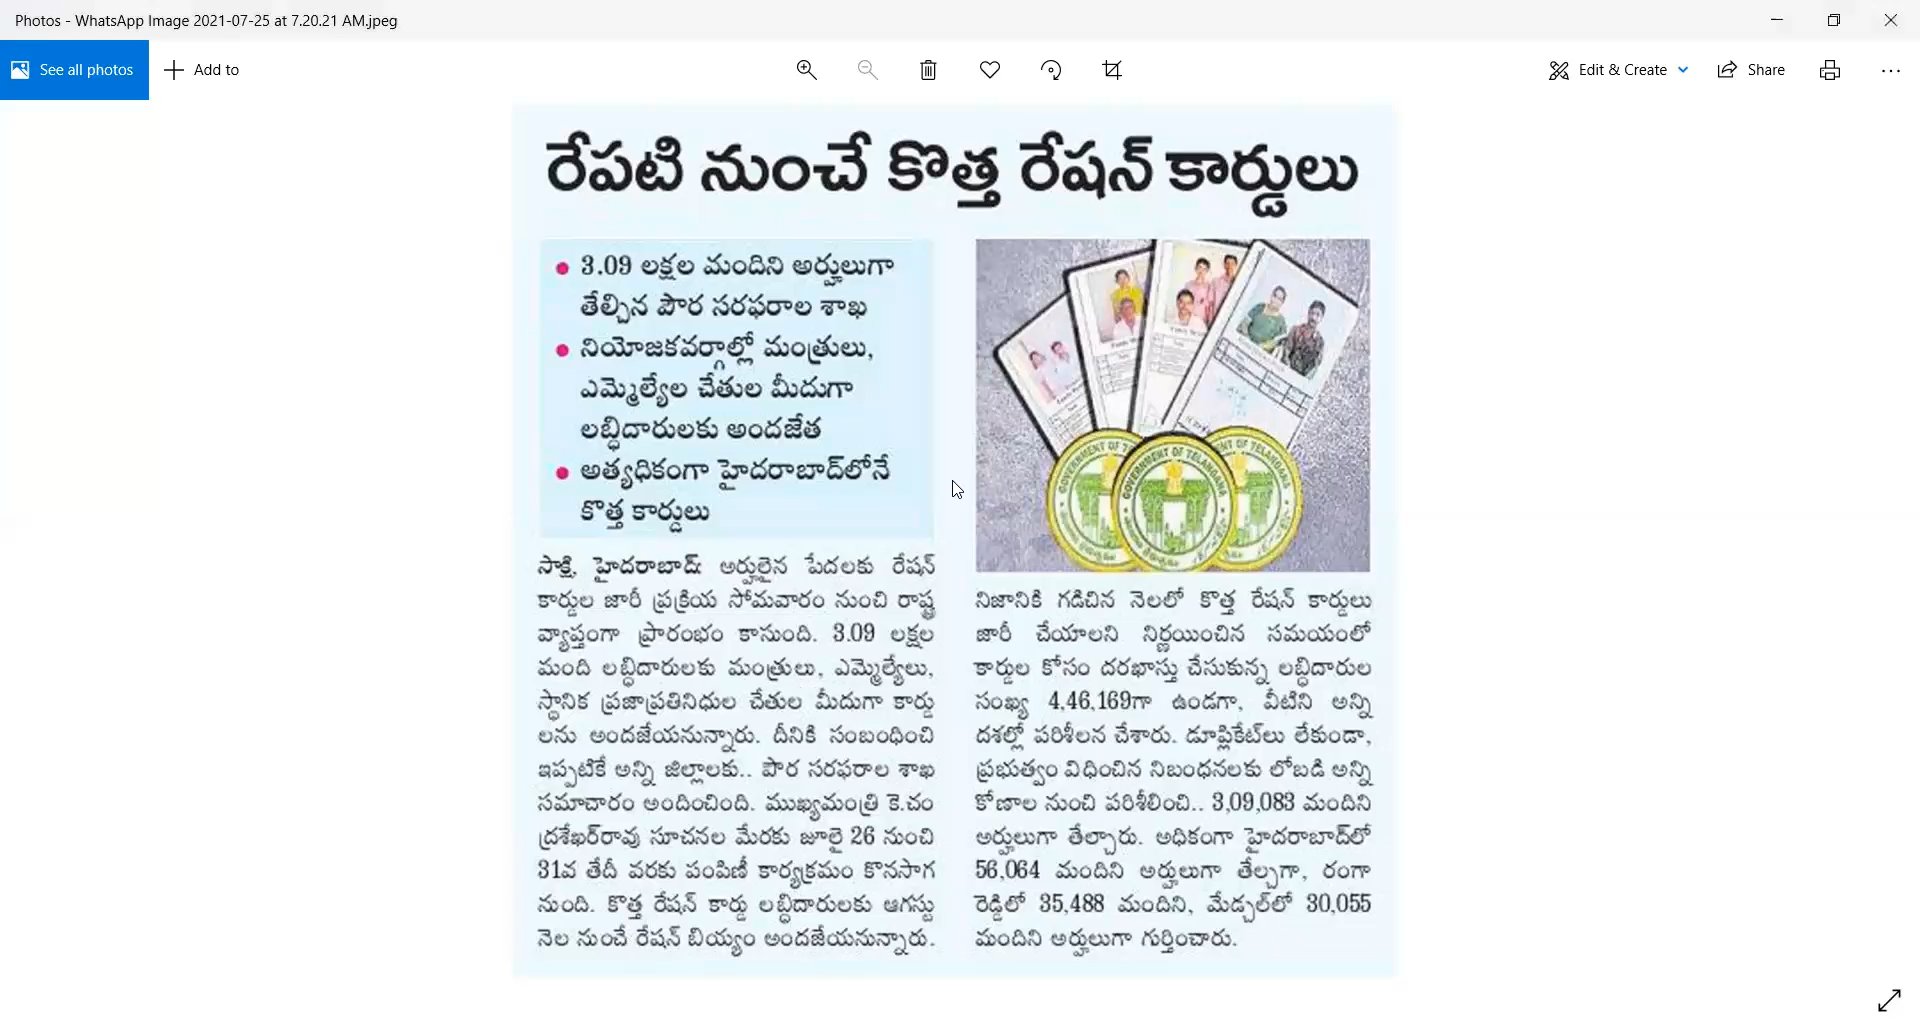 Photos - WhatsApp Image 2021-07-25 at 7.20.21 AM.jpeg
See all photos
Add to
Edit & Create
Share
రేపటి నుంచే కొత్త రేషన్ కార్డులు
3.09 లక్షల మందిని అర్హులుగా
తేల్చిన పౌర సరఫరాల శాఖ
నియోజకవర్గాల్లో మంత్రులు,
ఎమ్మెల్యేల చేతుల మీదుగా
లబ్ధిదారులకు అందజేత
అత్యధికంగా హైదరాబాద్‌లోనే
కొత్త కార్డులు
సాక్షి, హైదరాబాద్: అర్హులైన పేదలకు రేషన్
కార్డుల జారీ ప్రక్రియ సోమవారం నుంచి రాష్ట్ర
వ్యాప్తంగా ప్రారంభం కానుంది. 3.09 లక్షల
మంది లబ్ధిదారులకు మంత్రులు, ఎమ్మెల్యేలు,
స్థానిక ప్రజాప్రతినిధుల చేతుల మీదుగా కార్డు
లను అందజేయనున్నారు. దీనికి సంబంధించి
ఇప్పటికే అన్ని జిల్లాలకు.. పౌర సరఫరాల శాఖ
సమాచారం అందించింది. ముఖ్యమంత్రి కె.చం
ద్రశేఖర్‌రావు సూచనల మేరకు జూలై 26 నుంచి
31వ తేదీ వరకు పంపిణీ కార్యక్రమం కొనసాగ
నుంది. కొత్త రేషన్ కార్డు లబ్ధిదారులకు ఆగస్టు
నెల నుంచే రేషన్ బియ్యం అందజేయనున్నారు.
GOVERNMENT OF TELANGANA
నిజానికి గడిచిన నెలలో కొత్త రేషన్ కార్డులు
జారీ చేయాలని నిర్ణయించిన సమయంలో
కార్డుల కోసం దరఖాస్తు చేసుకున్న లబ్ధిదారుల
సంఖ్య 4,46,169గా ఉండగా, వీటిని అన్ని
దశల్లో పరిశీలన చేశారు. డూప్లికేట్‌లు లేకుండా,
ప్రభుత్వం విధించిన నిబంధనలకు లోబడి అన్ని
కోణాల నుంచి పరిశీలించి.. 3,09,083 మందిని
అర్హులుగా తేల్చారు. అధికంగా హైదరాబాద్‌లో
56,064 మందిని అర్హులుగా తేల్చగా, రంగా
రెడ్డిలో 35,488 మందిని, మేడ్చల్‌లో 30,055
మందిని అర్హులుగా గుర్తించారు.